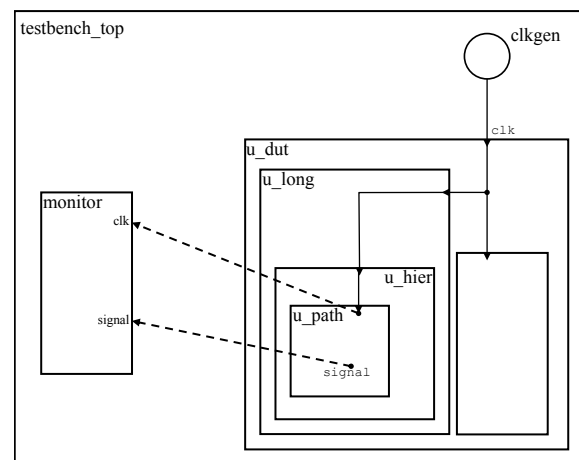 testbench_top
clkgen
clk
u_dut
u_long
monitor
clk
u_hier
u_path
signal
signal